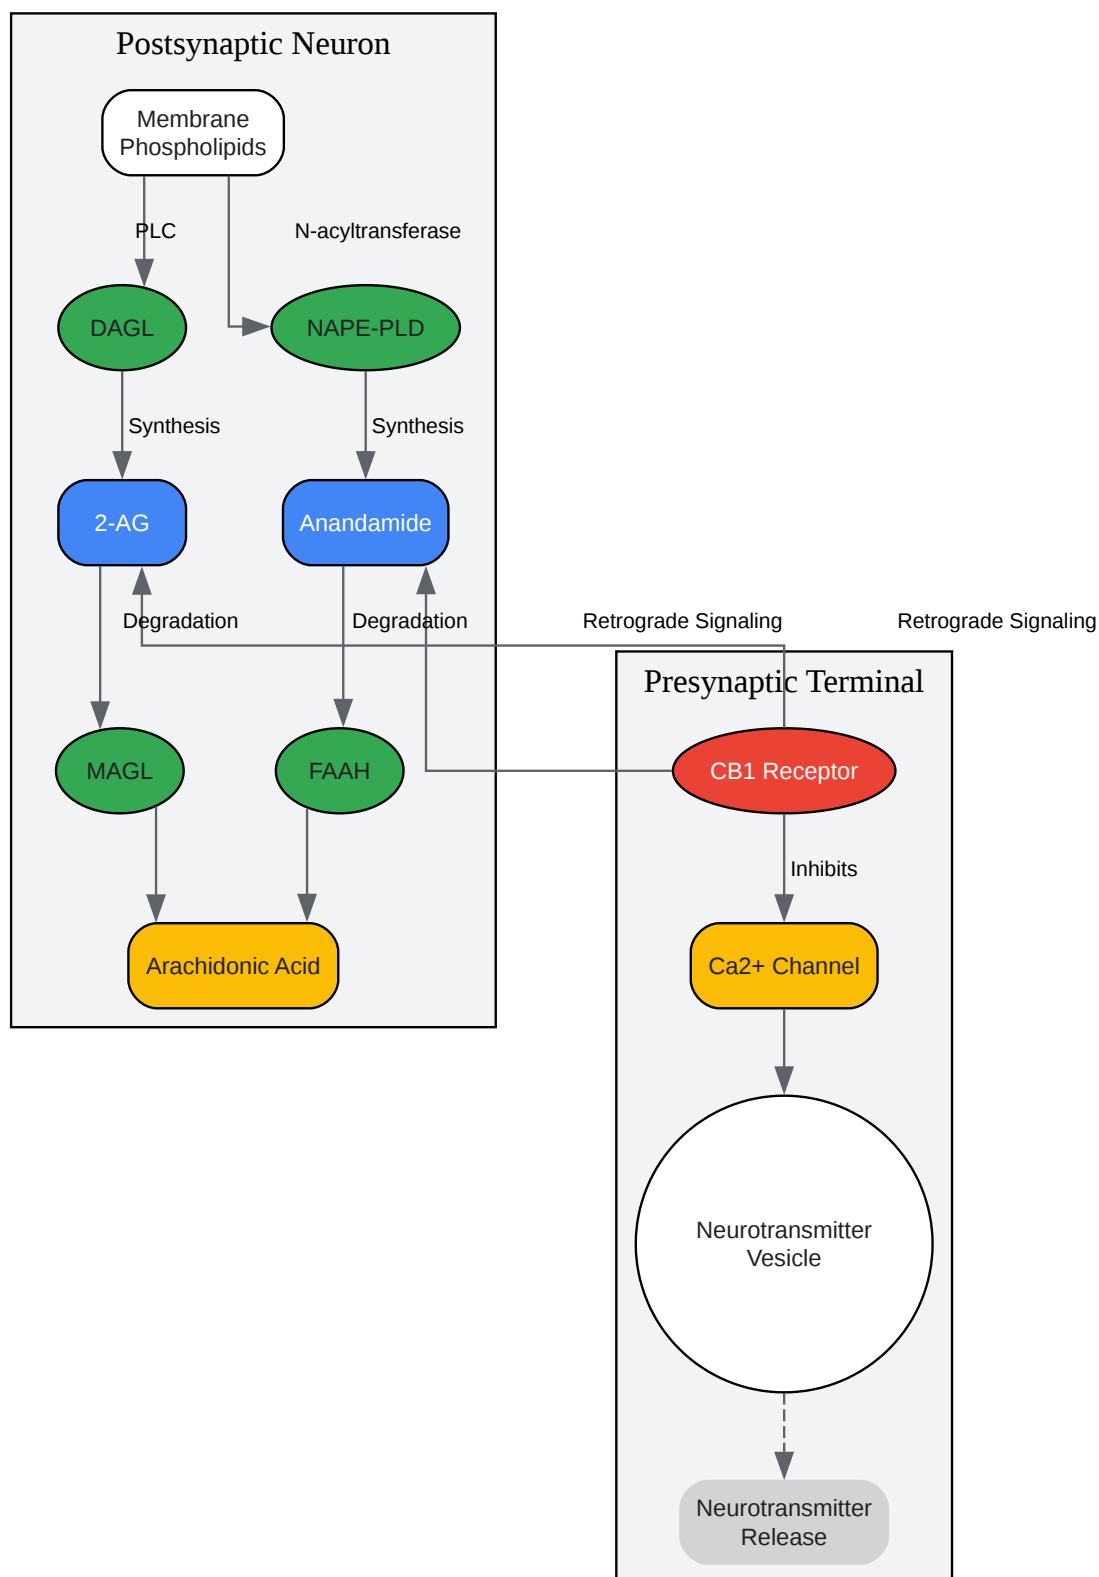 Postsynaptic Neuron
Membrane
Phospholipids
PLC
N-acyltransferase
DAGL
NAPE-PLD
Synthesis
Synthesis
2-AG
Anandamide
Degradation
Degradation
Retrograde Signaling
Retrograde Signaling
Presynaptic Terminal
MAGL
FAAH
CB1 Receptor
Inhibits
Arachidonic Acid
Ca2+ Channel
Neurotransmitter
Vesicle
Neurotransmitter
Release